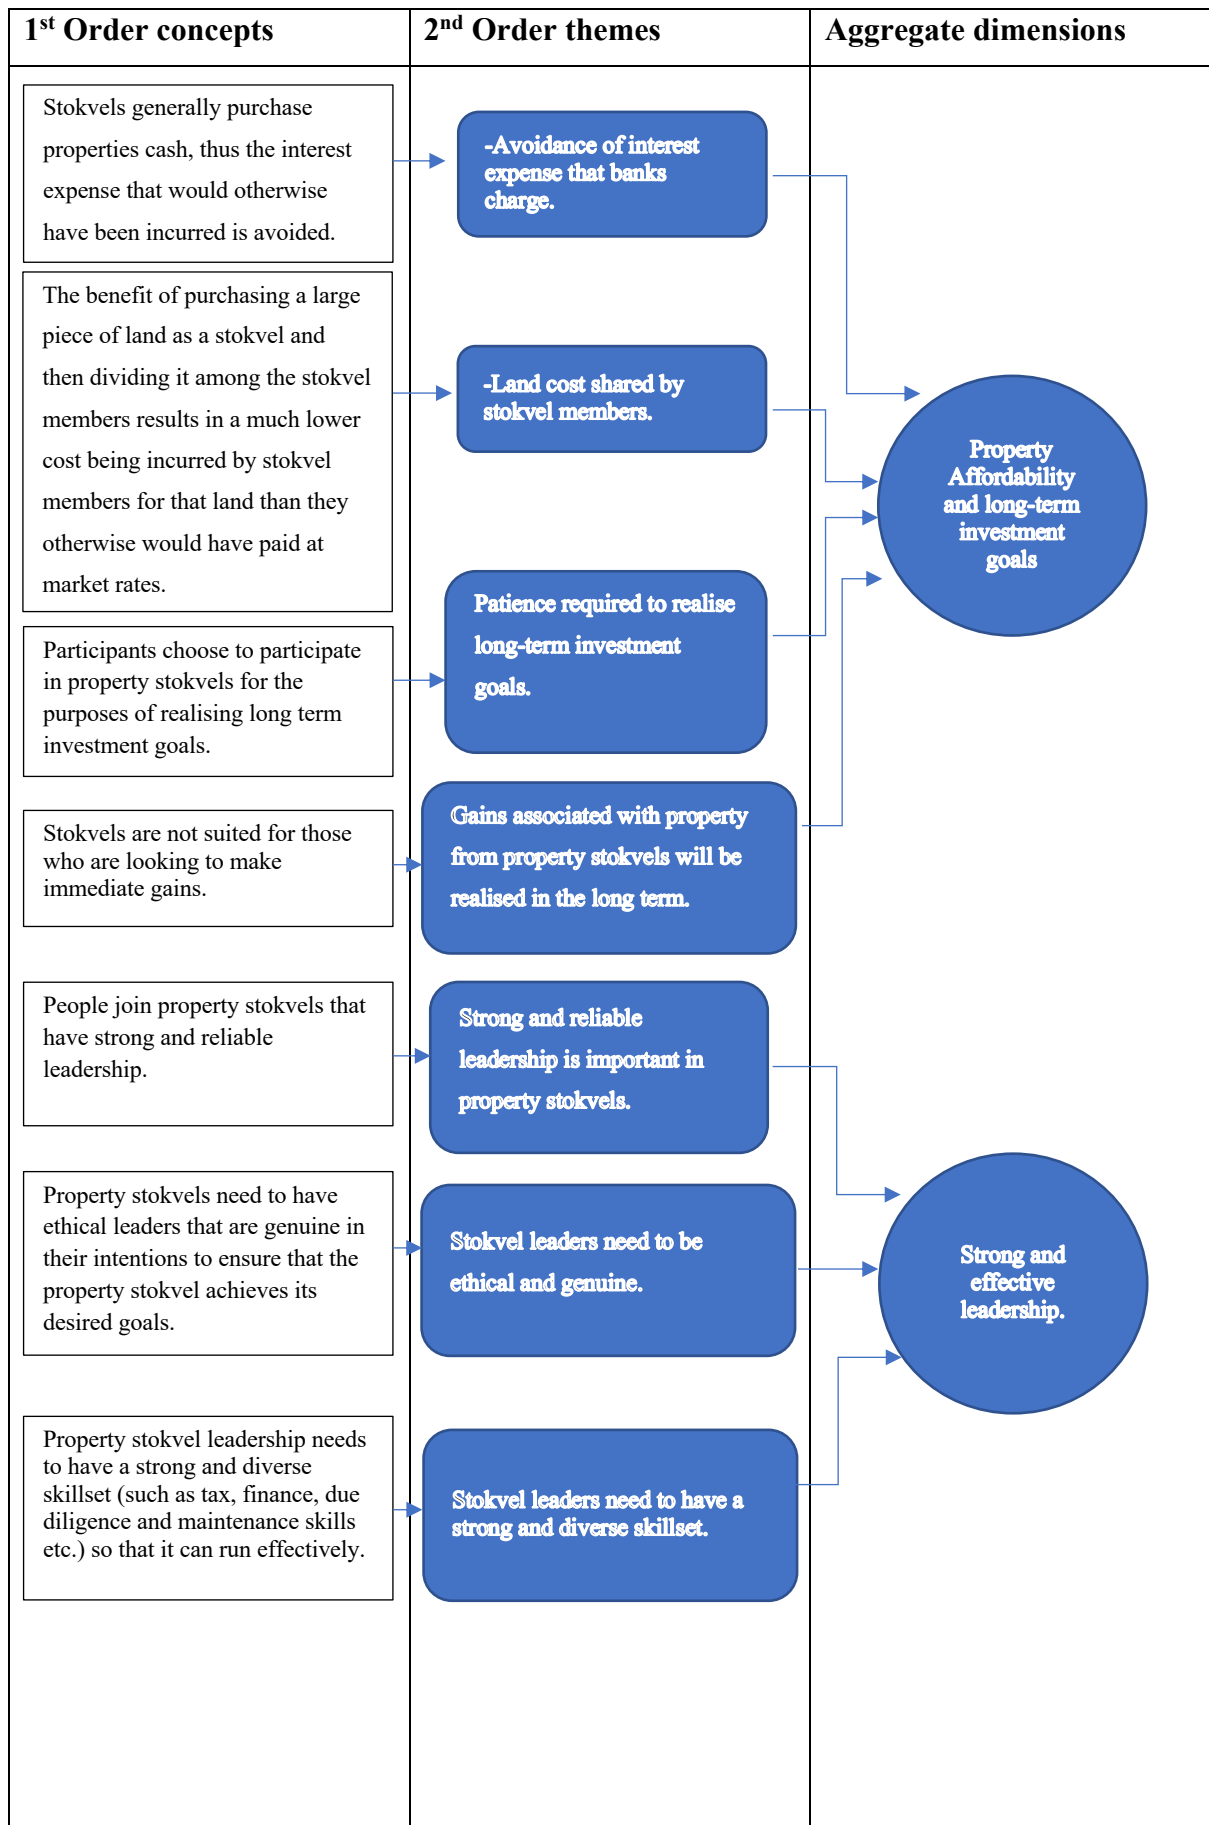 1st Order concepts
2nd Order themes
Aggregate dimensions
Stokvels generally purchase
properties cash, thus the interest
expense that would otherwise
have been incurred is avoided.
-Avoidance of interest
expense that banks
charge.
The benefit of purchasing a large
piece of land as a stokvel and
then dividing it among the stokvel
members results in a much lower
cost being incurred by stokvel
members for that land than they
otherwise would have paid at
market rates.
-Land cost shared by
stokvel members.
Property
Affordability
and long-term
investment
goals
Participants choose to participate
in property stokvels for the
purposes of realising long term
investment goals.
Patience required to realise
long-term investment
goals.
Stokvels are not suited for those
who are looking to make
immediate gains.
Gains associated with property
from property stokvels will be
realised in the long term.
People join property stokvels that
have strong and reliable
leadership.
Strong and reliable
leadership is important in
property stokvels.
Property stokvels need to have
ethical leaders that are genuine in
their intentions to ensure that the
property stokvel achieves its
desired goals.
Stokvel leaders need to be
ethical and genuine.
Strong and
effective
leadership.
Property stokvel leadership needs
to have a strong and diverse
skillset (such as tax, finance, due
diligence and maintenance skills
etc.) so that it can run effectively.
Stokvel leaders need to have a
strong and diverse skillset.